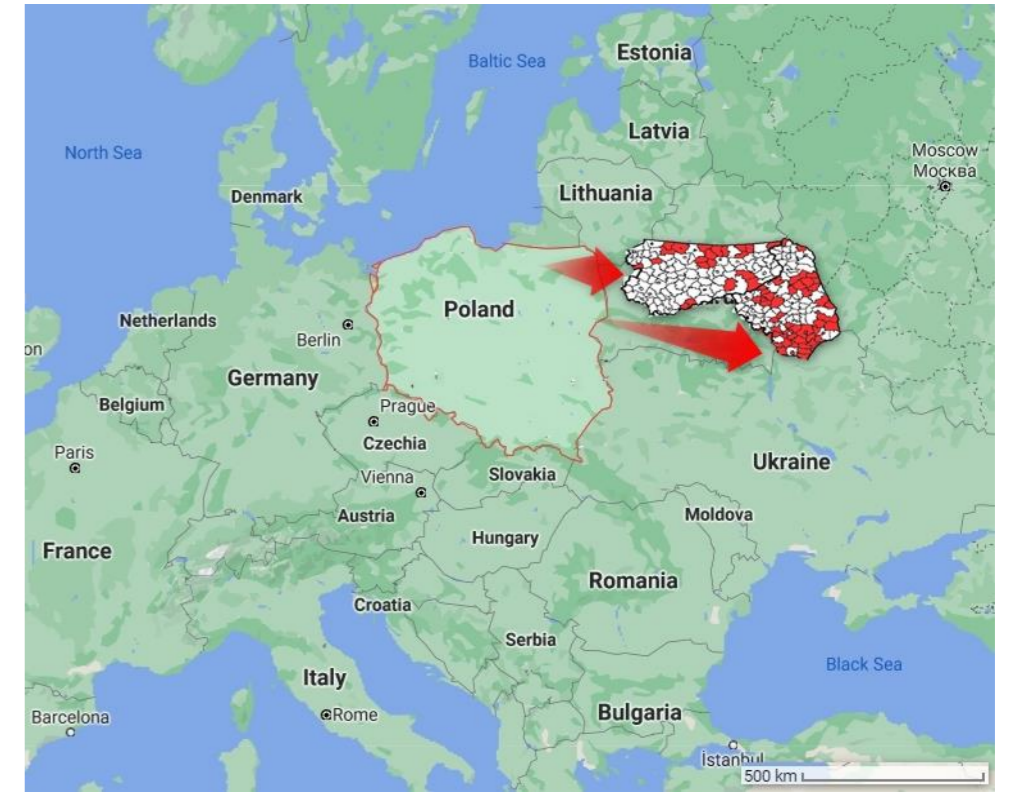 Estonia
Baltic Sea
Latvia
Moscow
Москва
North Sea
Denmark
Lithuania
Poland
Netherlands
Berlin
on
Germany
Belgium
Prague
Czechia
Paris
Ukraine
Vienna
Slovakia
Austria
Moldova
Hungary
France
Romania
Croatia
Serbia
Black Sea
Italy
Barcelona
Rome
Bulgaria
İstanbul
500 km